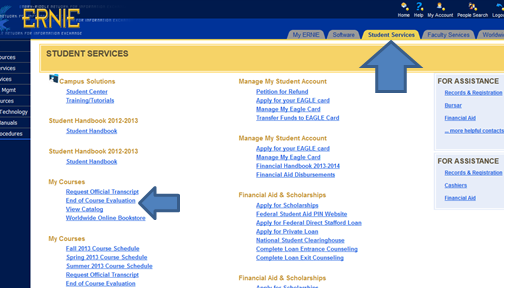 ERNIE
Home Help My Account People Search Logou
My ERNIE Software Student Services Faculty Services Worldw
ources
ervices
vices
Mgmt
ources
Technology
Manuals
ocedures
STUDENT SERVICES
Campus Solutions
Student Center
Training/Tutorials
Student Handbook 2012-2013
Student Handbook
Student Handbook 2012-2013
Student Handbook
My Courses
Request Official Transcript
End of Course Evaluation
View Catalog
Worldwide Online Bookstore
My Courses
Fall 2013 Course Schedule
Spring 2013 Course Schedule
Summer 2013 Course Schedule
Request Official Transcript
End of Course Evaluation
Manage My Student Account
Petition for Refund
Apply for your EAGLE card
Manage My Eagle Card
Transfer Funds to EAGLE Card
Manage My Student Account
Apply for your EAGLE card
Manage My Eagle Card
Financial Handbook 2013-2014
Financial Aid Disbursements
Financial Aid & Scholarships
Apply for Scholarships
Federal Student Aid PIN Website
Apply for Federal Direct Stafford Loan
Apply for Private Loan
National Student Clearinghouse
Complete Loan Entrance Counseling
Complete Loan Exit Counseling
Financial Aid & Scholarships
Apply for Scholarships
FOR ASSISTANCE
Records & Registration
Bursar
Financial Aid
... more helpful contacts
FOR ASSISTANCE
Records & Registration
Cashiers
Financial Aid